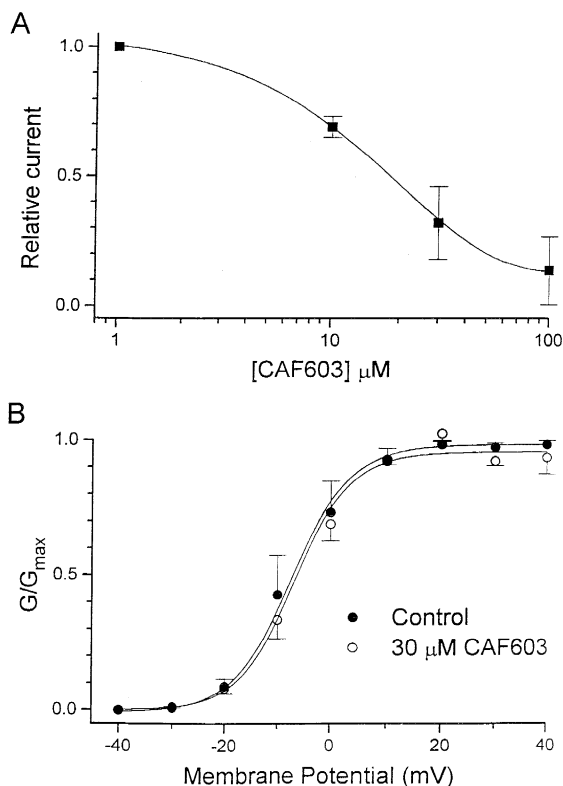 A
1.0
0.5
0.0
Relative current
1
10
100
[CAF603] µM
B
1.0
0.5
0.0
G/Gmax
Control
30 µM CAF603
-40
-20
0
20
40
Membrane Potential (mV)